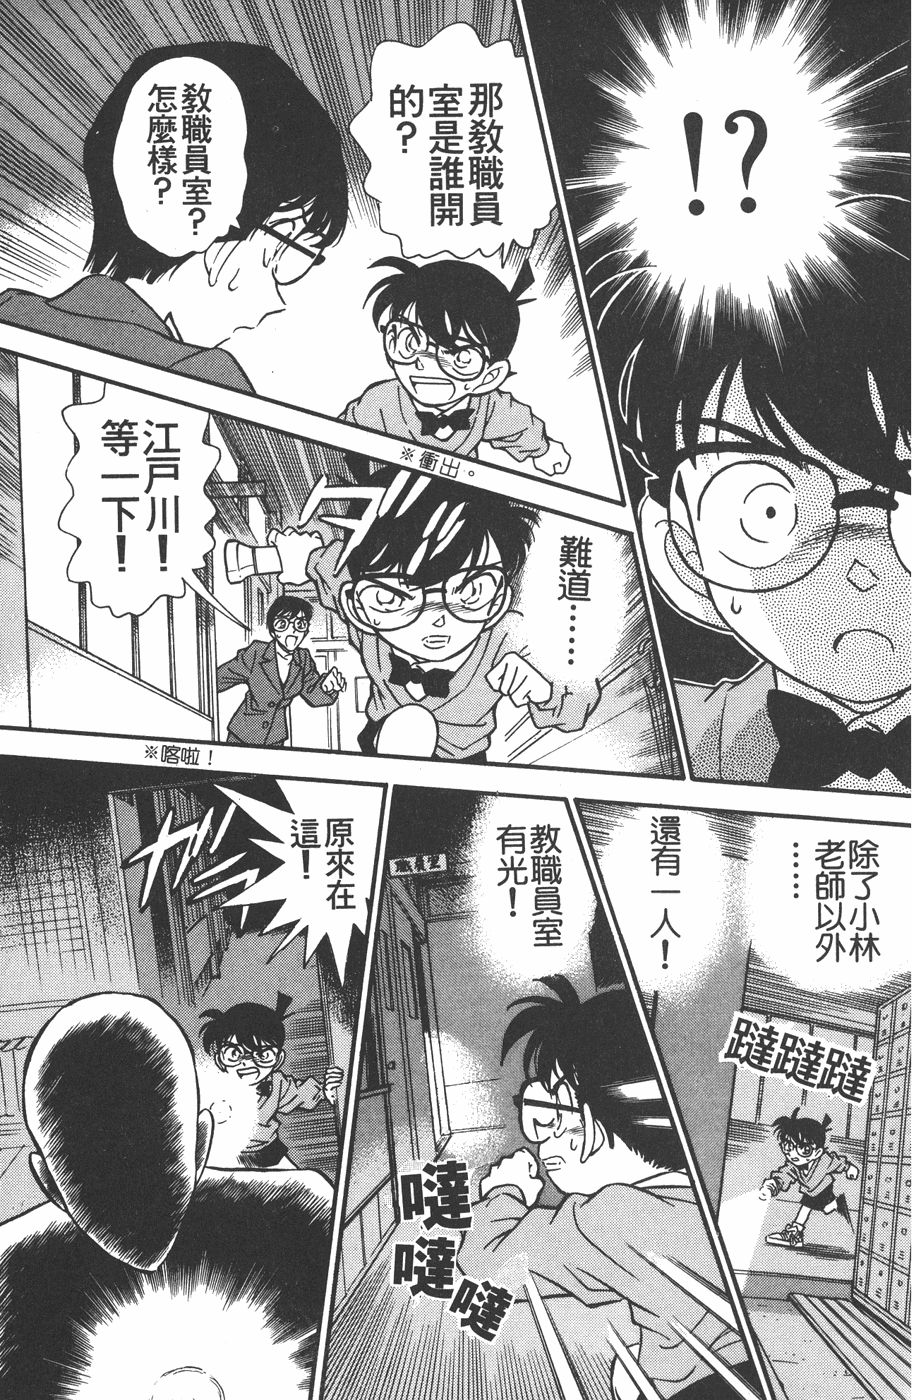 !?
那教職員
室是誰開
的？
教職員室？
怎麼樣？
※衝出。
難道……
江戸川！
等一下！
※喀啦！
除了小林
老師以外
……
躂躂躂
還有一人！
教職員室
有光！
噠
噠
噠
原來在
這！